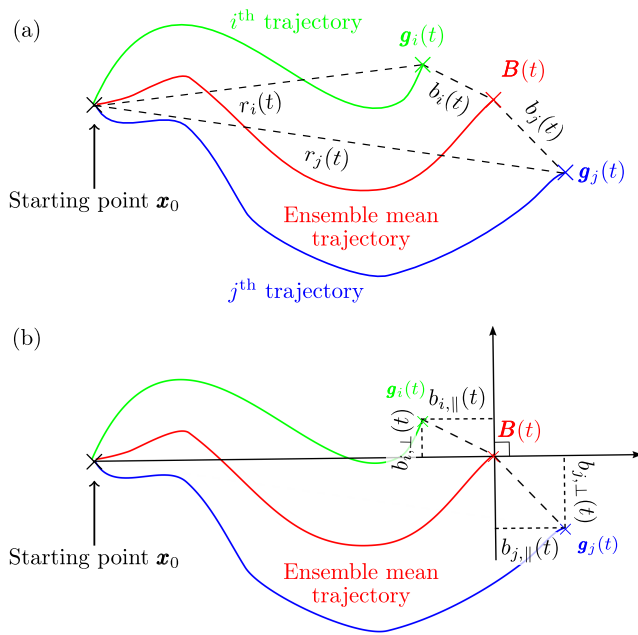 (a)
i^th trajectory
g_i(t)
B(t)
b_i(t)
r_i(t)
b_j(t)
r_j(t)
g_j(t)
Starting point x_0
Ensemble mean
trajectory
j^th trajectory
(b)
g_i(t)
b_{i,∥}(t)
b_{i,⊥}(t)
B(t)
b_{j,⊥}(t)
b_{j,∥}(t)
g_j(t)
Starting point x_0
Ensemble mean
trajectory